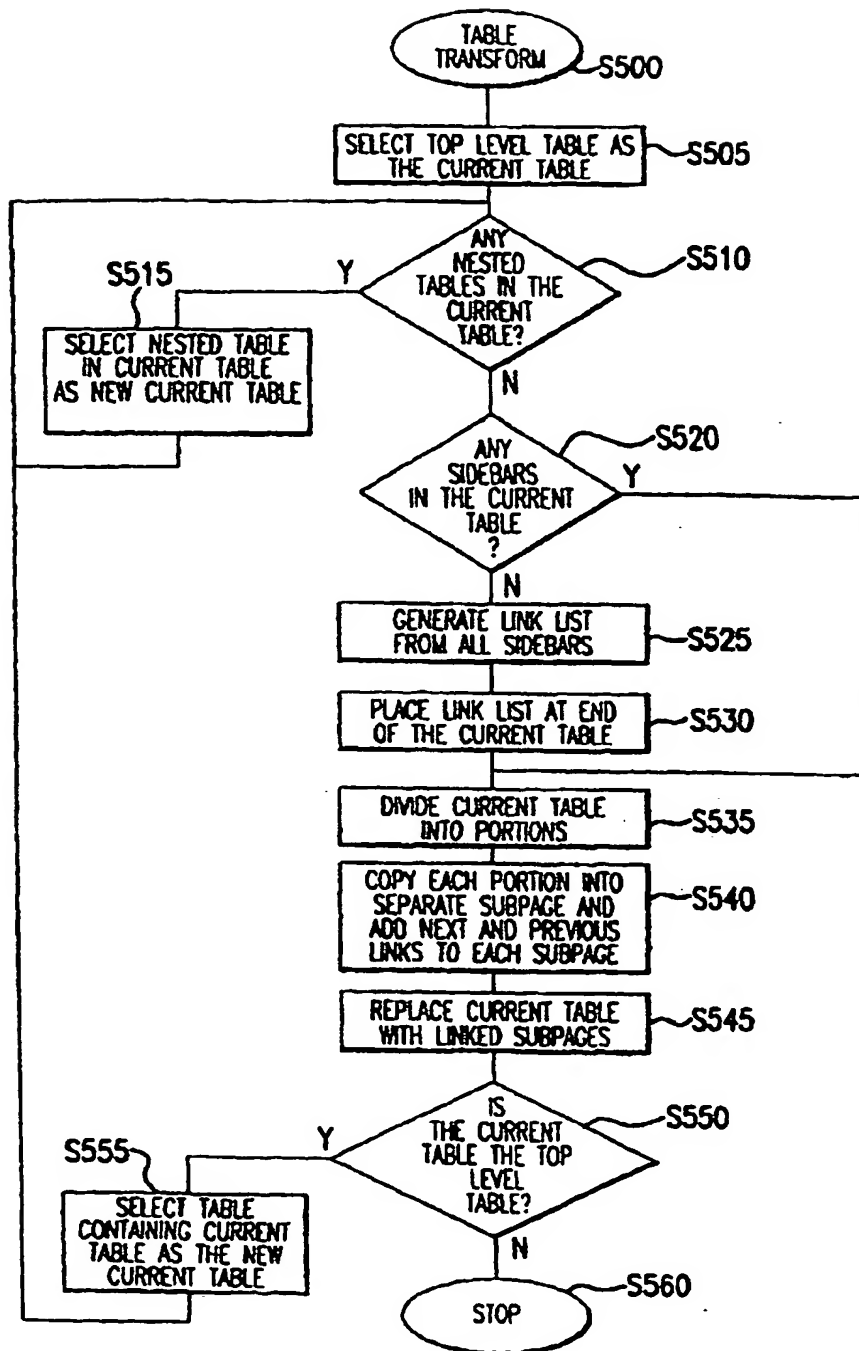 TABLE
TRANSFORM
S500
SELECT TOP LEVEL TABLE AS
THE CURRENT TABLE
S505
ANY
NESTED
TABLES IN THE
CURRENT
TABLE?
S510
Y
N
S515
SELECT NESTED TABLE
IN CURRENT TABLE
AS NEW CURRENT TABLE
ANY
SIDEBARS
IN THE CURRENT
TABLE
?
S520
Y
N
GENERATE LINK LIST
FROM ALL SIDEBARS
S525
PLACE LINK LIST AT END
OF THE CURRENT TABLE
S530
DIVIDE CURRENT TABLE
INTO PORTIONS
S535
COPY EACH PORTION INTO
SEPARATE SUBPAGE AND
ADD NEXT AND PREVIOUS
LINKS TO EACH SUBPAGE
S540
REPLACE CURRENT TABLE
WITH LINKED SUBPAGES
S545
IS
THE CURRENT
TABLE THE TOP
LEVEL
TABLE?
S550
Y
N
S555
SELECT TABLE
CONTAINING CURRENT
TABLE AS THE NEW
CURRENT TABLE
STOP
S560